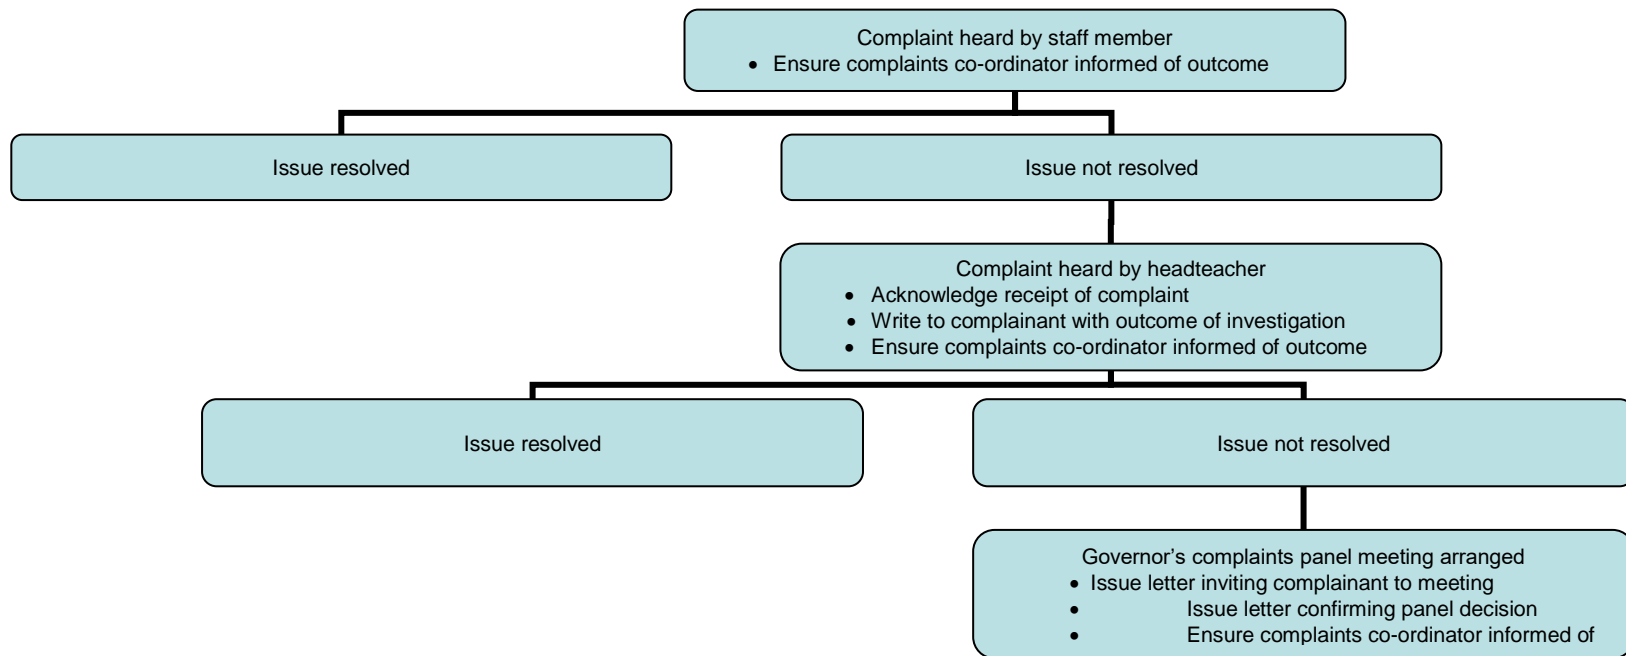 Complaint heard by staff member
• Ensure complaints co-ordinator informed of outcome
Issue resolved
Issue not resolved
Complaint heard by headteacher
• Acknowledge receipt of complaint
• Write to complainant with outcome of investigation
• Ensure complaints co-ordinator informed of outcome
Issue resolved
Issue not resolved
Governor’s complaints panel meeting arranged
• Issue letter inviting complainant to meeting
• Issue letter confirming panel decision
• Ensure complaints co-ordinator informed of